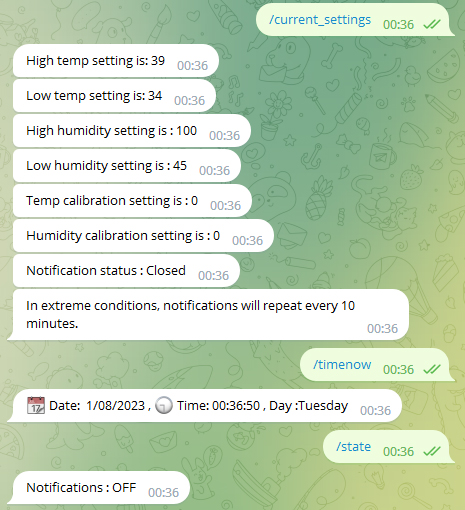 /current_settings 00:36
High temp setting is: 39 00:36
Low temp setting is: 34 00:36
High humidity setting is : 100 00:36
Low humidity setting is : 45 00:36
Temp calibration setting is : 0 00:36
Humidity calibration setting is : 0 00:36
Notification status : Closed 00:36
In extreme conditions, notifications will repeat every 10
minutes.
00:36
/timenow 00:36
17 Date: 1/08/2023 , Time: 00:36:50 , Day :Tuesday 00:36
/state 00:36
Notifications : OFF 00:36